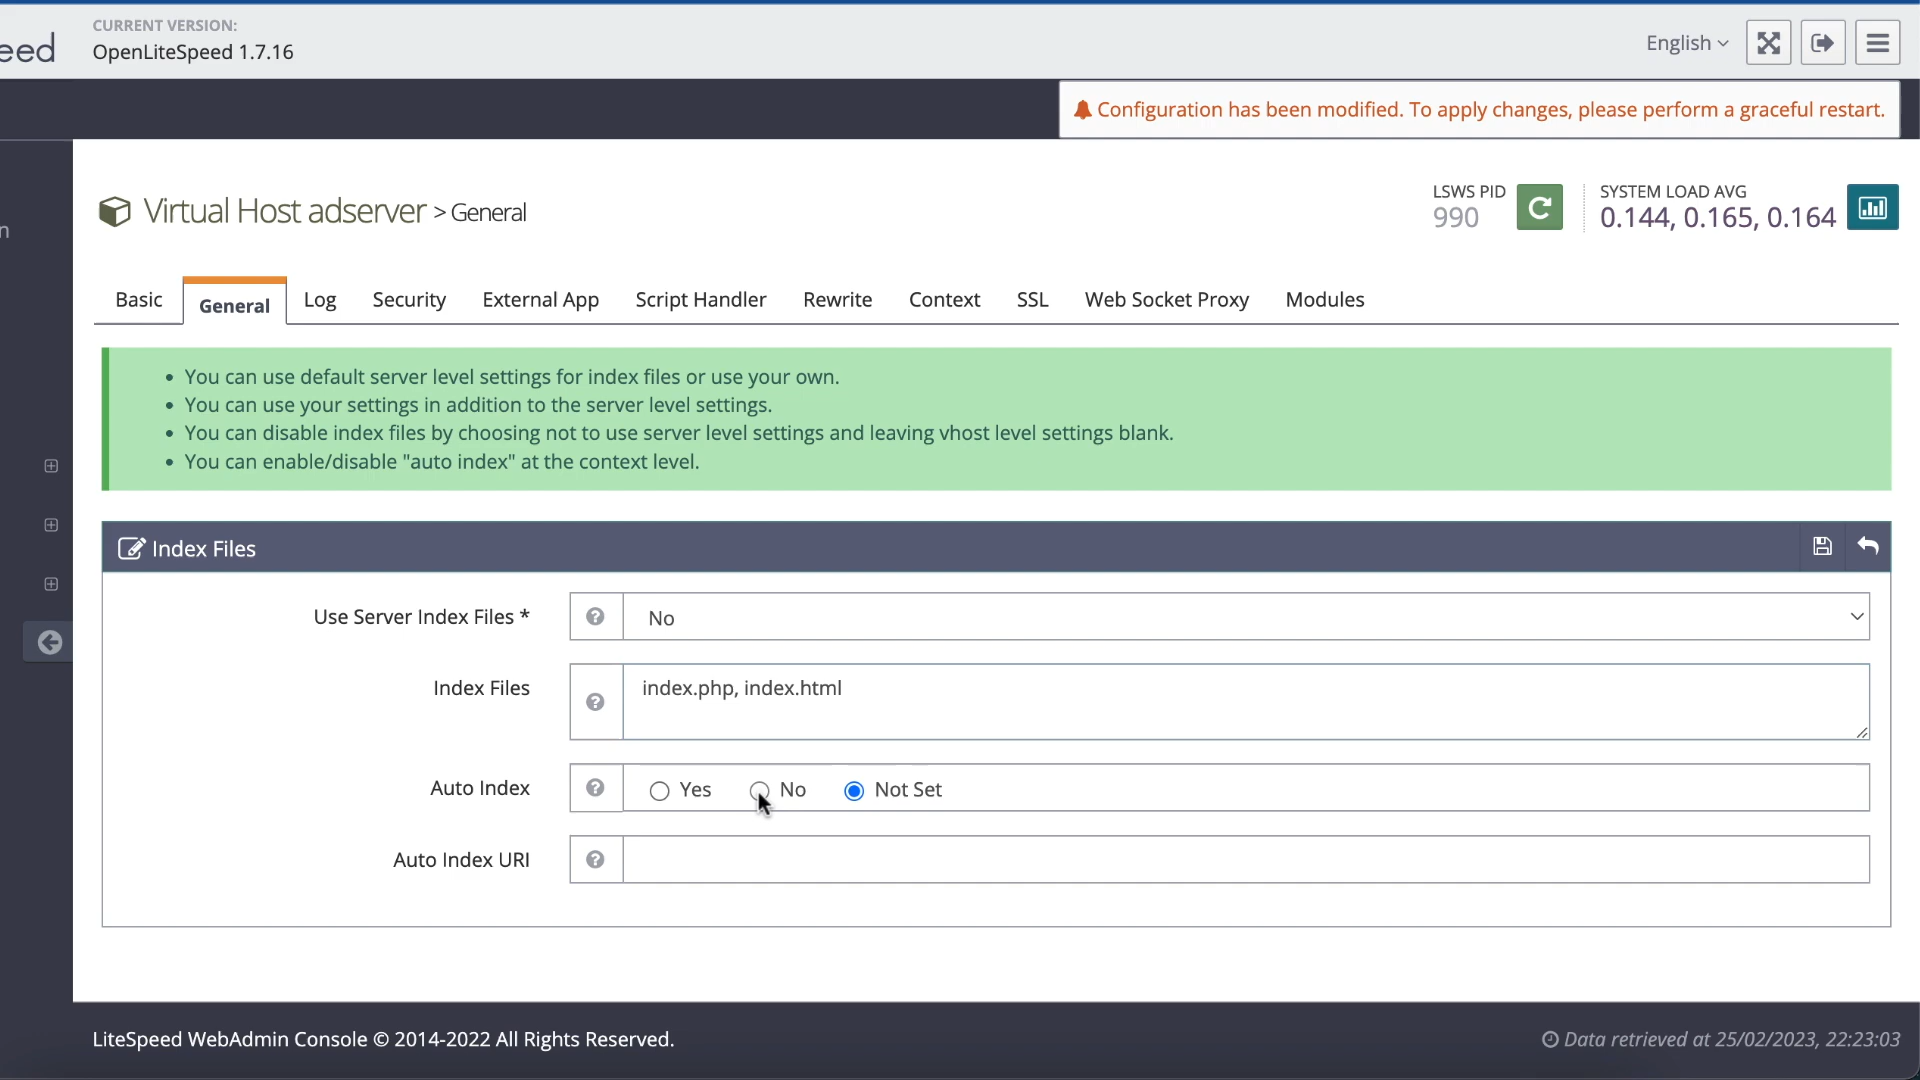 CURRENT VERSION:
eed
OpenLiteSpeed 1.7.16
English
Configuration has been modified. To apply changes, please perform a graceful restart.
n
Virtual Host adserver > General
LSWS PID
990
SYSTEM LOAD AVG
0.144, 0.165, 0.164
Basic General Log Security External App Script Handler Rewrite Context SSL Web Socket Proxy Modules
• You can use default server level settings for index files or use your own.
• You can use your settings in addition to the server level settings.
• You can disable index files by choosing not to use server level settings and leaving vhost level settings blank.
• You can enable/disable "auto index" at the context level.
Index Files
Use Server Index Files * No
Index Files index.php, index.html
Auto Index Yes No Not Set
Auto Index URI
LiteSpeed WebAdmin Console © 2014-2022 All Rights Reserved.
Data retrieved at 25/02/2023, 22:23:03